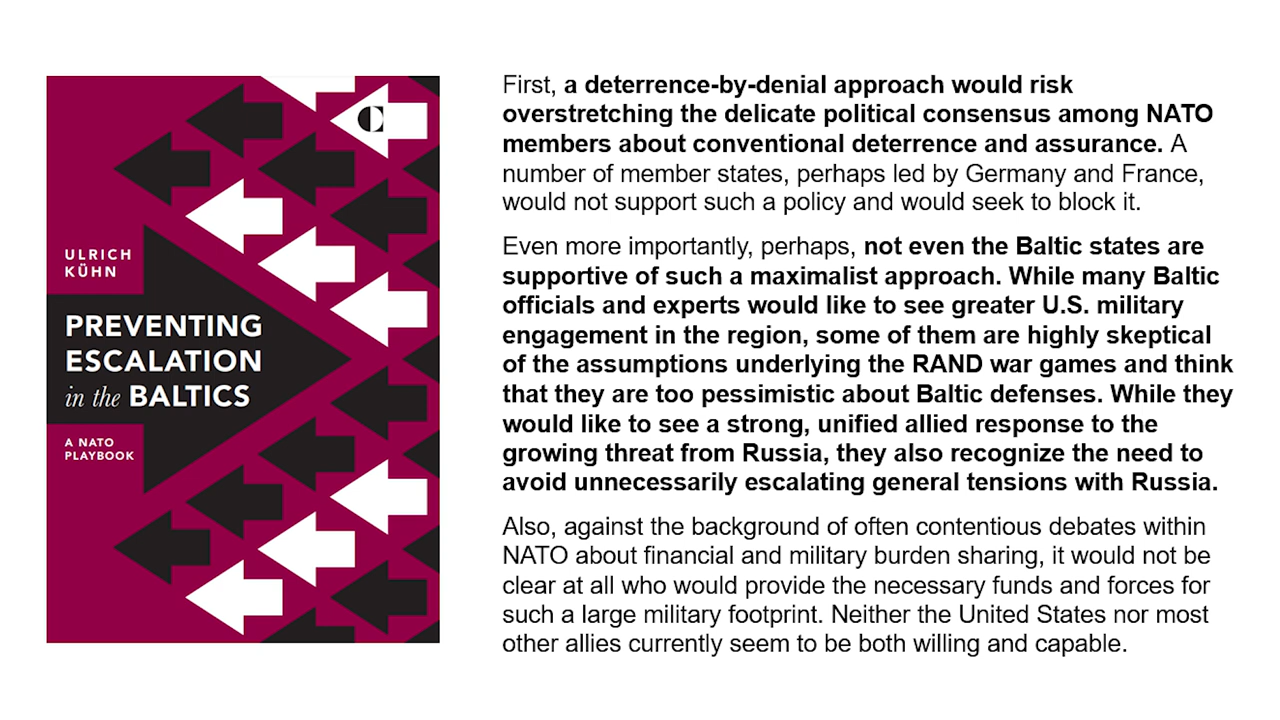 ULRICH
KÜHN
PREVENTING
ESCALATION
in the BALTICS
A NATO
PLAYBOOK
First, a deterrence-by-denial approach would risk
overstretching the delicate political consensus among NATO
members about conventional deterrence and assurance. A
number of member states, perhaps led by Germany and France,
would not support such a policy and would seek to block it.
Even more importantly, perhaps, not even the Baltic states are
supportive of such a maximalist approach. While many Baltic
officials and experts would like to see greater U.S. military
engagement in the region, some of them are highly skeptical
of the assumptions underlying the RAND war games and think
that they are too pessimistic about Baltic defenses. While they
would like to see a strong, unified allied response to the
growing threat from Russia, they also recognize the need to
avoid unnecessarily escalating general tensions with Russia.
Also, against the background of often contentious debates within
NATO about financial and military burden sharing, it would not be
clear at all who would provide the necessary funds and forces for
such a large military footprint. Neither the United States nor most
other allies currently seem to be both willing and capable.